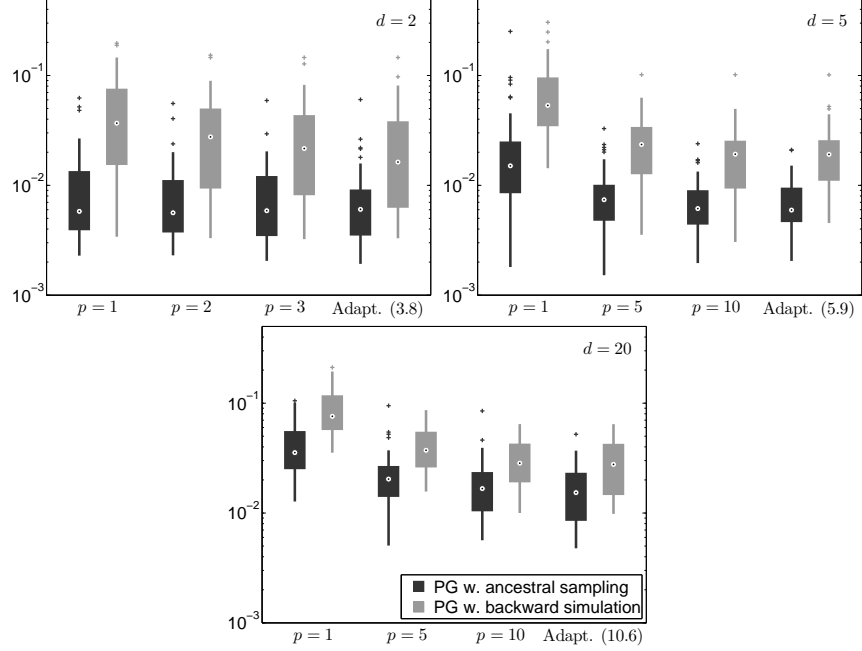 d = 2
10⁻¹
10⁻²
10⁻³
p = 1 p = 2 p = 3 Adapt. (3.8)
d = 5
10⁻¹
10⁻²
10⁻³
p = 1 p = 5 p = 10 Adapt. (5.9)
d = 20
10⁻¹
10⁻²
10⁻³
PG w. ancestral sampling
PG w. backward simulation
p = 1 p = 5 p = 10 Adapt. (10.6)